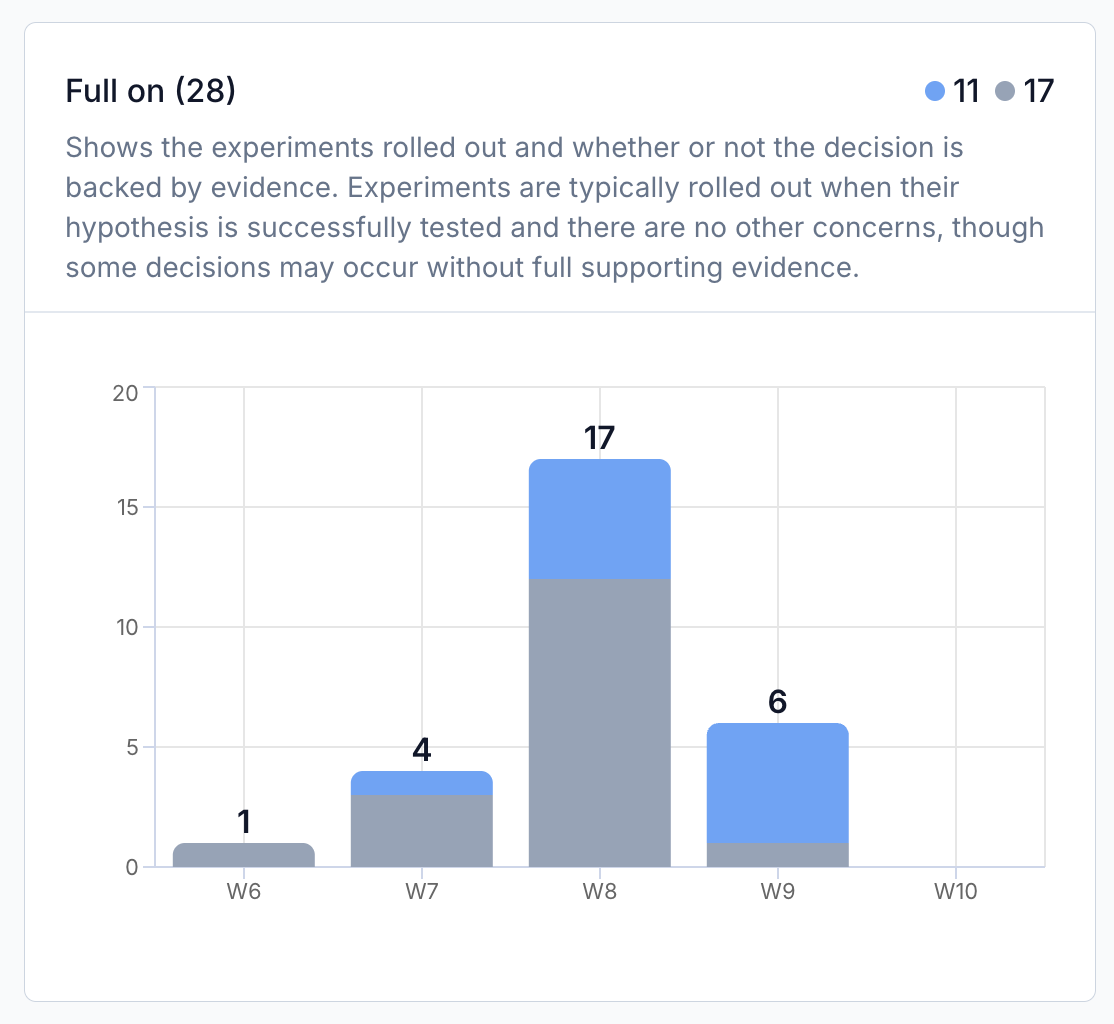 Full on (28)
11 17
Shows the experiments rolled out and whether or not the decision is
backed by evidence. Experiments are typically rolled out when their
hypothesis is successfully tested and there are no other concerns, though
some decisions may occur without full supporting evidence.
20
17
15
10
6
5
4
1
0
W6 W7 W8 W9 W10